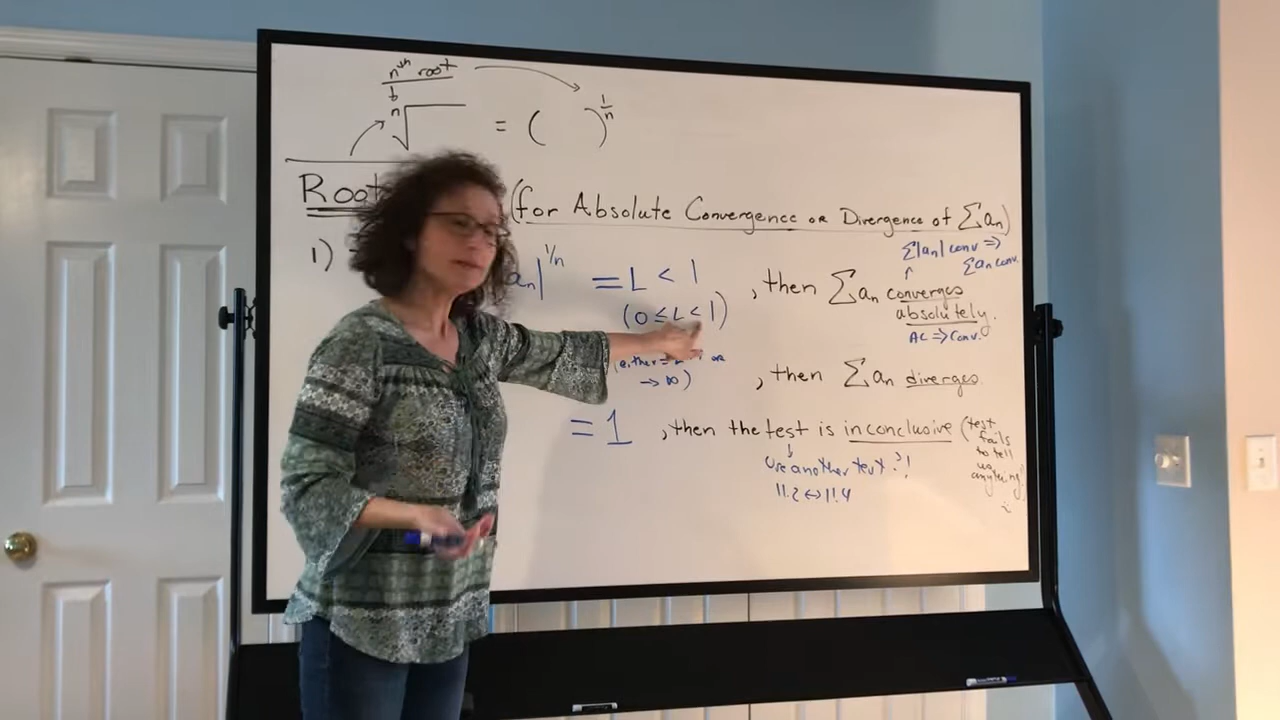 nth root
n√ = ( )^1/n
Root (for Absolute Convergence or Divergence of Σan)
Σ|an| conv ⇒
Σan conv.
1) an|^1/n = L < 1 , then Σan converges
(0 ≤ L < 1) absolutely.
AC ⇒ Conv.
(either = or
→ ∞) , then Σan diverges.
= 1 , then the test is inconclusive (test
fails
to tell
us
anything!)
Use another test ?!
11.2 ↔ 11.4